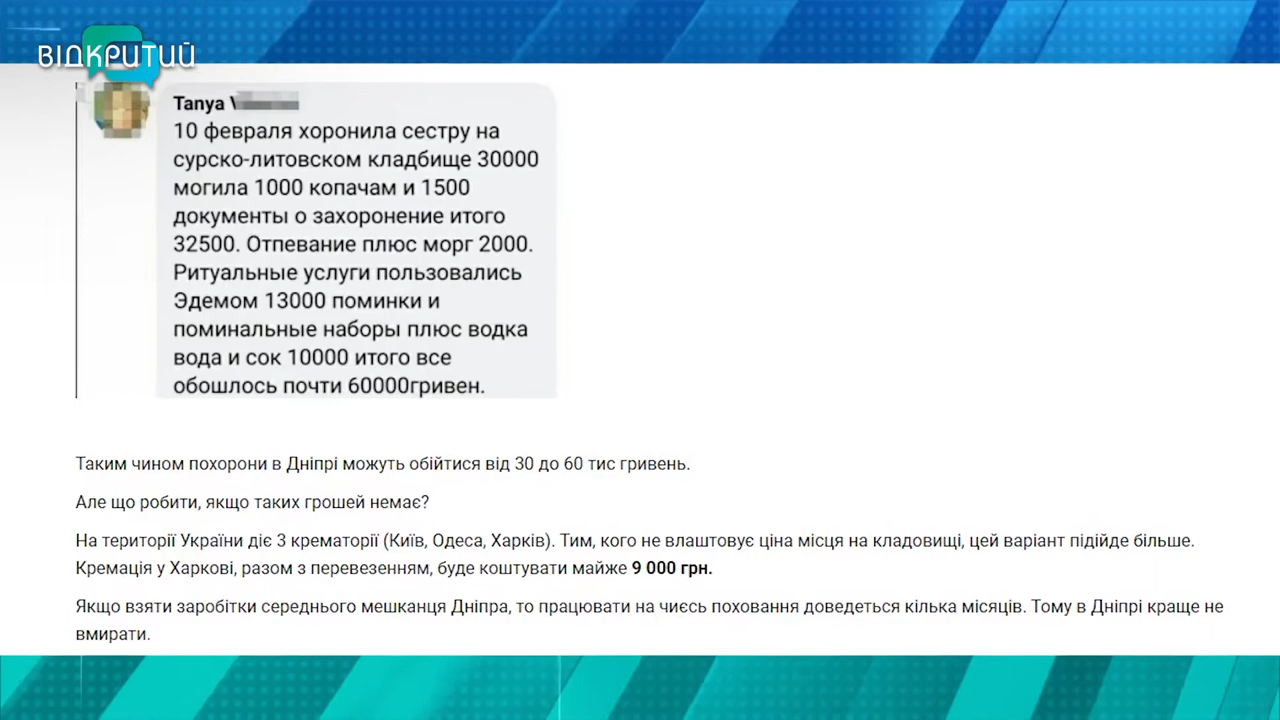 ВІДКРИТИЙ
Tanya
10 февраля хоронила сестру на
сурско-литовском кладбище 30000
могила 1000 копачам и 1500
документы о захоронение итого
32500. Отпевание плюс морг 2000.
Ритуальные услуги пользовались
Эдемом 13000 поминки и
поминальные наборы плюс водка
вода и сок 10000 итого все
обошлось почти 60000гривен.
Таким чином похорони в Дніпрі можуть обійтися від 30 до 60 тис гривень.
Але що робити, якщо таких грошей немає?
На території України діє 3 крематорії (Київ, Одеса, Харків). Тим, кого не влаштовує ціна місця на кладовищі, цей варіант підійде більше.
Кремація у Харкові, разом з перевезенням, буде коштувати майже 9 000 грн.
Якщо взяти заробітки середнього мешканця Дніпра, то працювати на чиєсь поховання доведеться кілька місяців. Тому в Дніпрі краще не
вмирати.